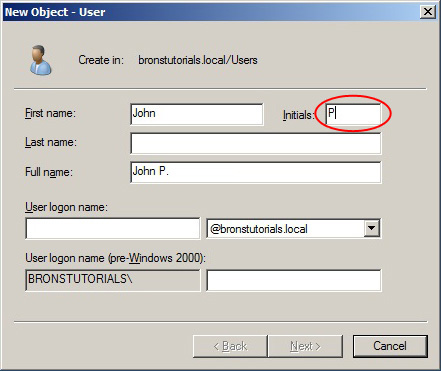 New Object - User
Create in: bronstutorials.local/Users
First name: John Initials: P
Last name:
Full name: John P.
User logon name:
@bronstutorials.local
User logon name (pre-Windows 2000):
BRONSTUTORIALS\
< Back Next > Cancel